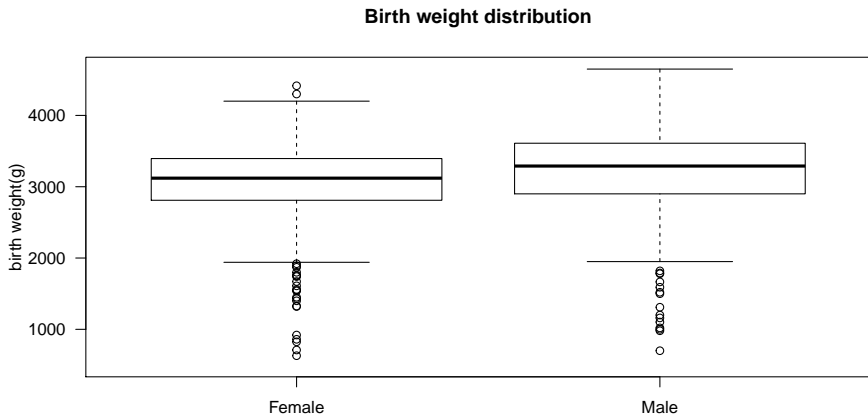 Birth weight distribution
birth weight(g)
4000
3000
2000
1000
Female
Male